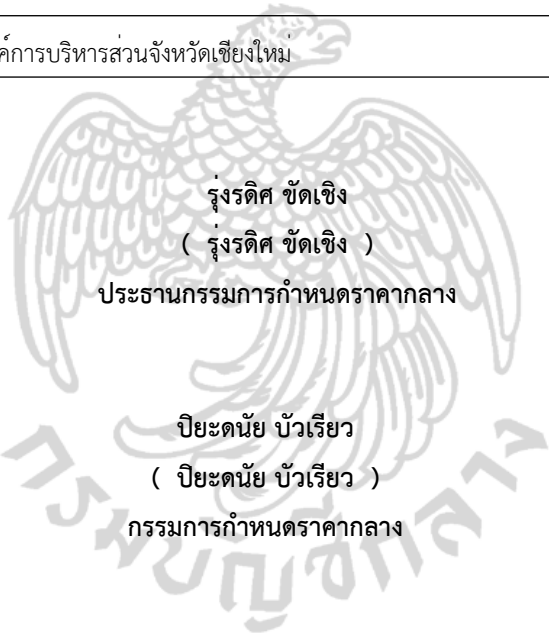 ค์การบริหารส่วนจังหวัดเชียงใหม่
รุ่งรดิศ ขัดเชิง
( รุ่งรดิศ ขัดเชิง )
ประธานกรรมการกำหนดราคากลาง
ปิยะดนัย บัวเรียว
( ปิยะดนัย บัวเรียว )
กรรมการกำหนดราคากลาง
กรมบัญชีกลาง